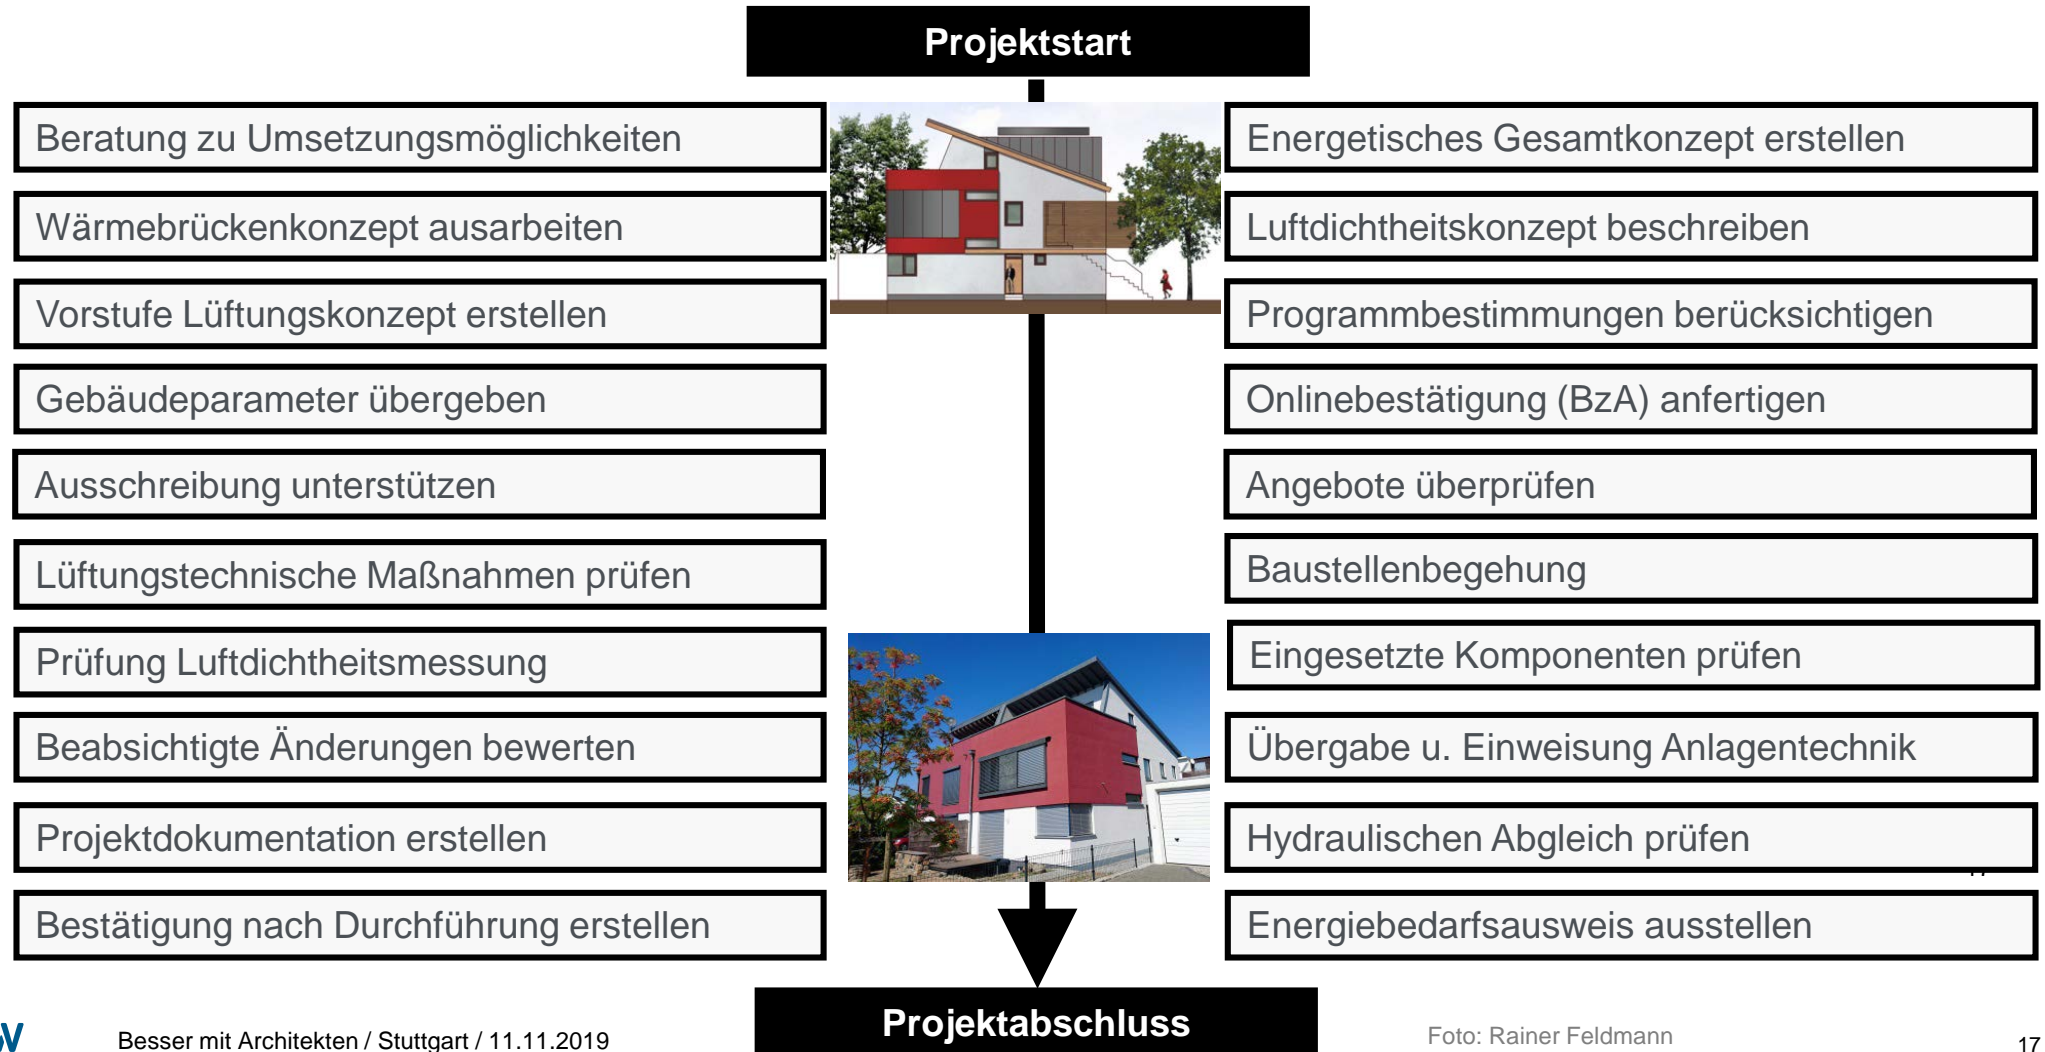 Projektstart
Beratung zu Umsetzungsmöglichkeiten
Energetisches Gesamtkonzept erstellen
Wärmebrückenkonzept ausarbeiten
Luftdichtheitskonzept beschreiben
Vorstufe Lüftungskonzept erstellen
Programmbestimmungen berücksichtigen
Gebäudeparameter übergeben
Onlinebestätigung (BzA) anfertigen
Ausschreibung unterstützen
Angebote überprüfen
Lüftungstechnische Maßnahmen prüfen
Baustellenbegehung
Prüfung Luftdichtheitsmessung
Eingesetzte Komponenten prüfen
Beabsichtigte Änderungen bewerten
Übergabe u. Einweisung Anlagentechnik
Projektdokumentation erstellen
Hydraulischen Abgleich prüfen
Bestätigung nach Durchführung erstellen
Energiebedarfsausweis ausstellen
Projektabschluss
Besser mit Architekten / Stuttgart / 11.11.2019
Foto: Rainer Feldmann
17